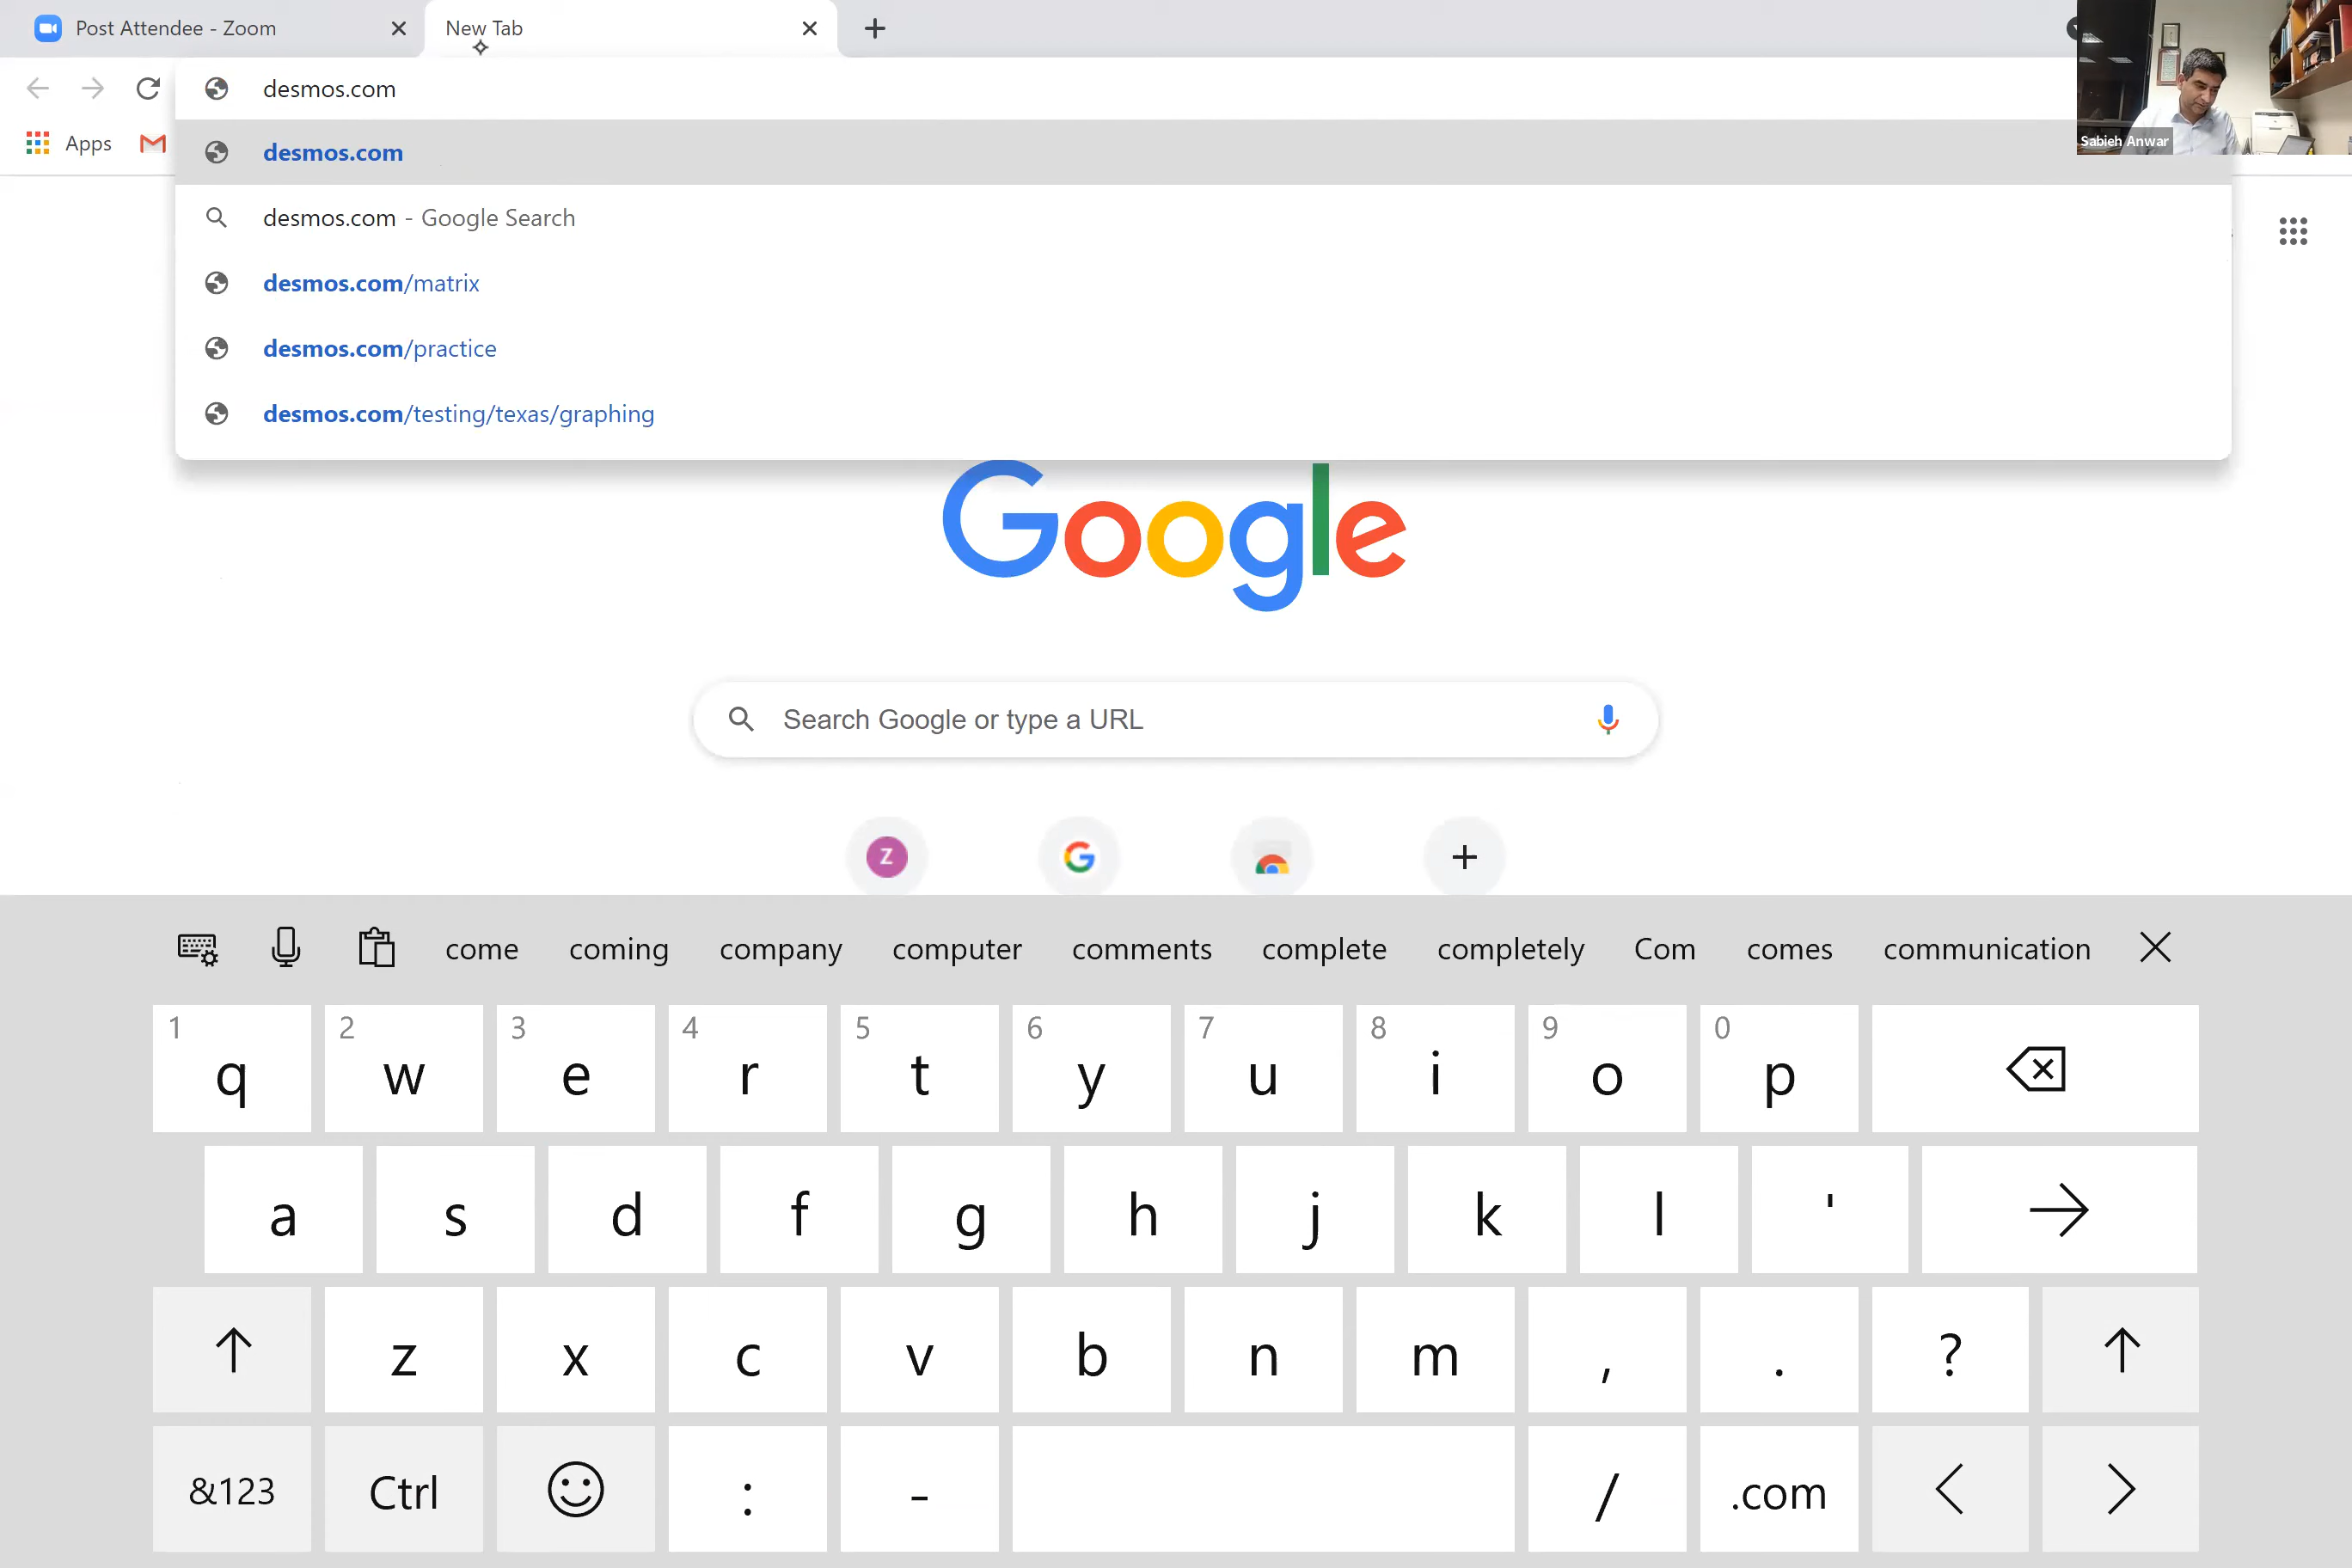 Post Attendee - Zoom
New Tab
desmos.com
Apps
desmos.com
desmos.com - Google Search
desmos.com/matrix
desmos.com/practice
desmos.com/testing/texas/graphing
Sabieh Anwar
Google
Search Google or type a URL
Z
come coming company computer comments complete completely Com comes communication
1 2 3 4 5 6 7 8 9 0
q w e r t y u i o p
a s d f g h j k l '
z x c v b n m , . ?
&123 Ctrl : - / .com